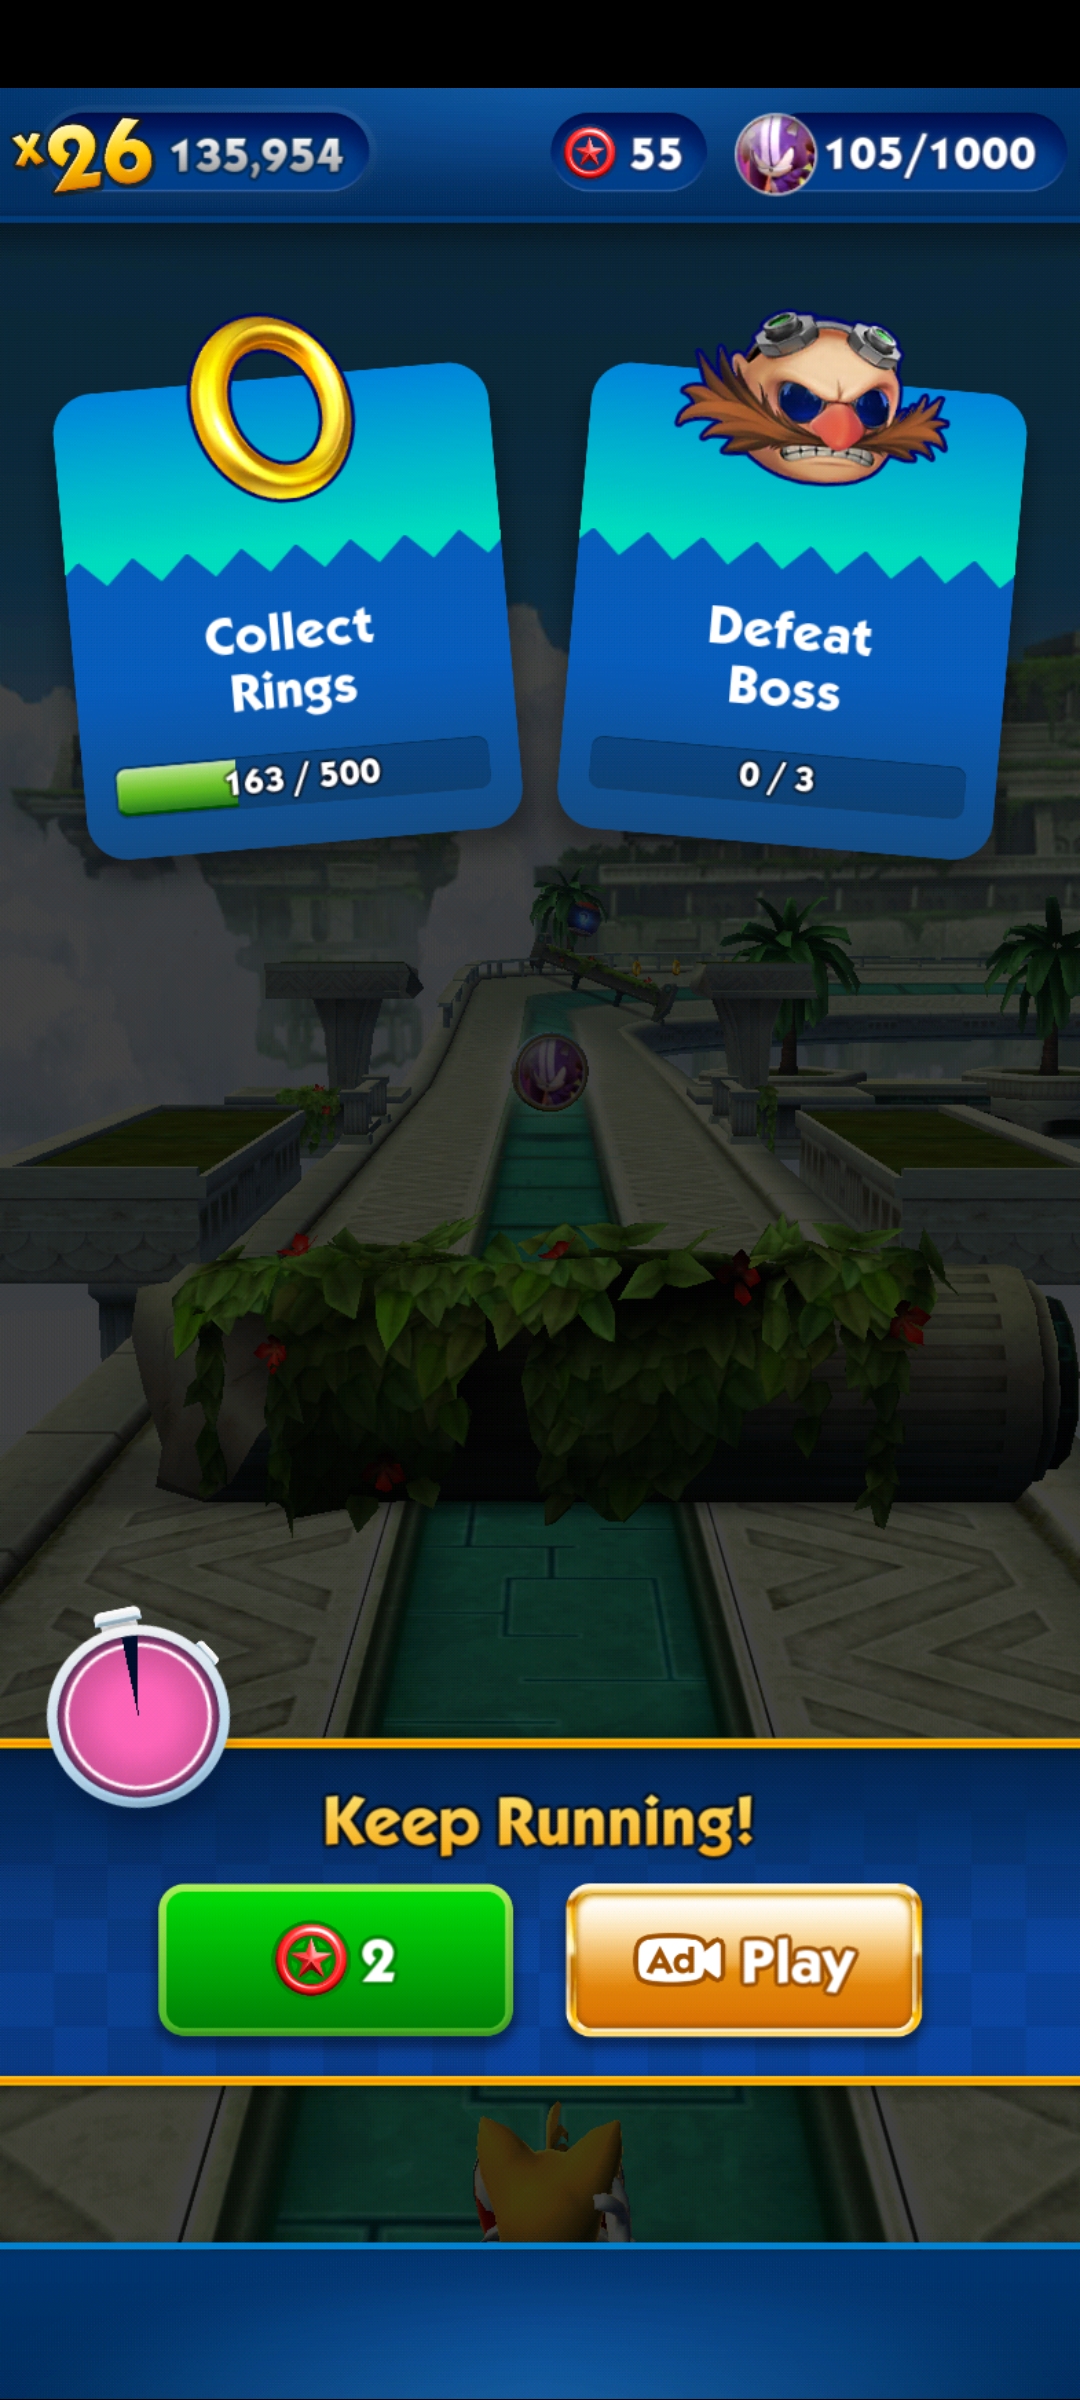 x26 135,954 55 105/1000
Collect
Rings
163 / 500
Defeat
Boss
0 / 3
Keep Running!
2
Ad Play